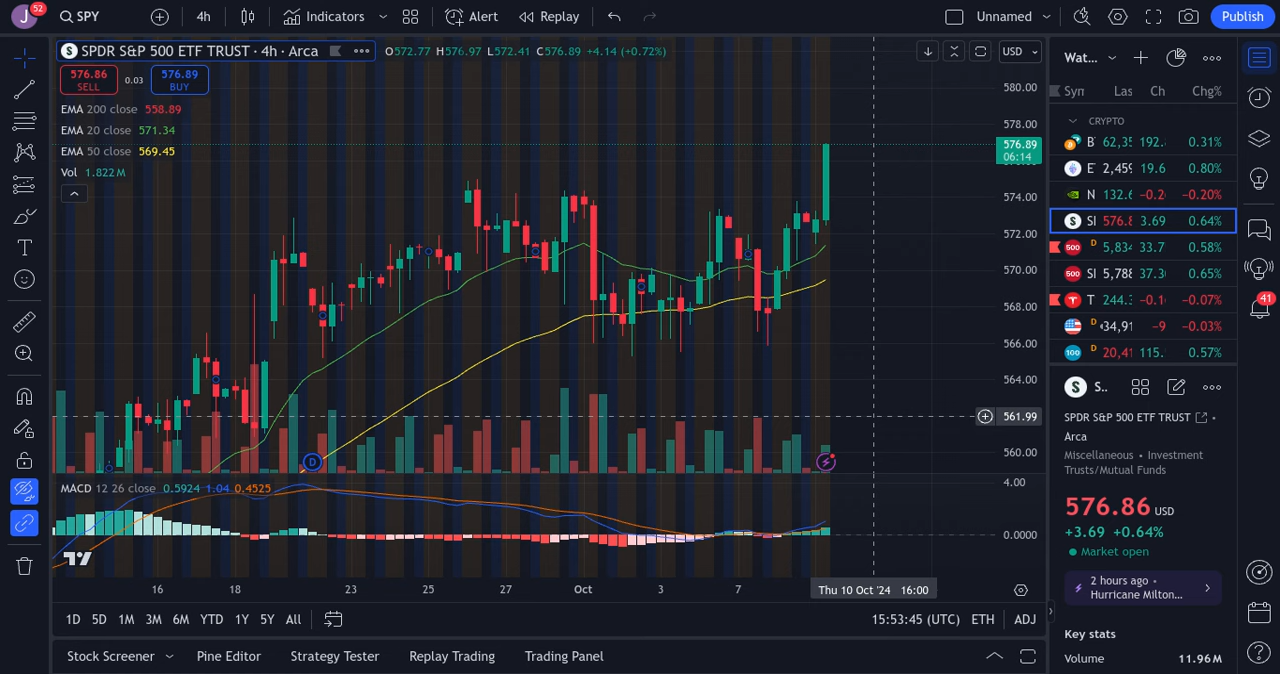 J 52 SPY 4h Indicators Alert Replay Unnamed Publish
SPDR S&P 500 ETF TRUST · 4h · Arca O572.77 H576.97 L572.41 C576.89 +4.14 (+0.72%) USD
576.86 SELL 0.03 576.89 BUY
EMA 200 close 558.89
EMA 20 close 571.34
EMA 50 close 569.45
Vol 1.822 M
580.00
578.00
576.89
06:14
574.00
572.00
570.00
568.00
566.00
564.00
561.99
560.00
D
MACD 12 26 close 0.5924 1.04 0.4525
4.00
0.0000
16 18 23 25 27 Oct 3 7 Thu 10 Oct '24 16:00
1D 5D 1M 3M 6M YTD 1Y 5Y All 15:53:45 (UTC) ETH ADJ
Stock Screener Pine Editor Strategy Tester Replay Trading Trading Panel
Wat...
Syn Las Ch Chg%
CRYPTO
62,35 192. 0.31%
E 2,459 19.6 0.80%
N 132.6 −0.2 −0.20%
S 576.8 3.69 0.64%
500 D 5,834 33.7 0.58%
500 S 5,788 37.3 0.65%
T 244.3 −0.1 −0.07%
D 34,91 −9 −0.03%
100 D 20,41 115. 0.57%
S S..
SPDR S&P 500 ETF TRUST •
Arca
Miscellaneous • Investment
Trusts/Mutual Funds
576.86 USD
+3.69 +0.64%
Market open
2 hours ago •
Hurricane Milton...
Key stats
Volume 11.96 M
41